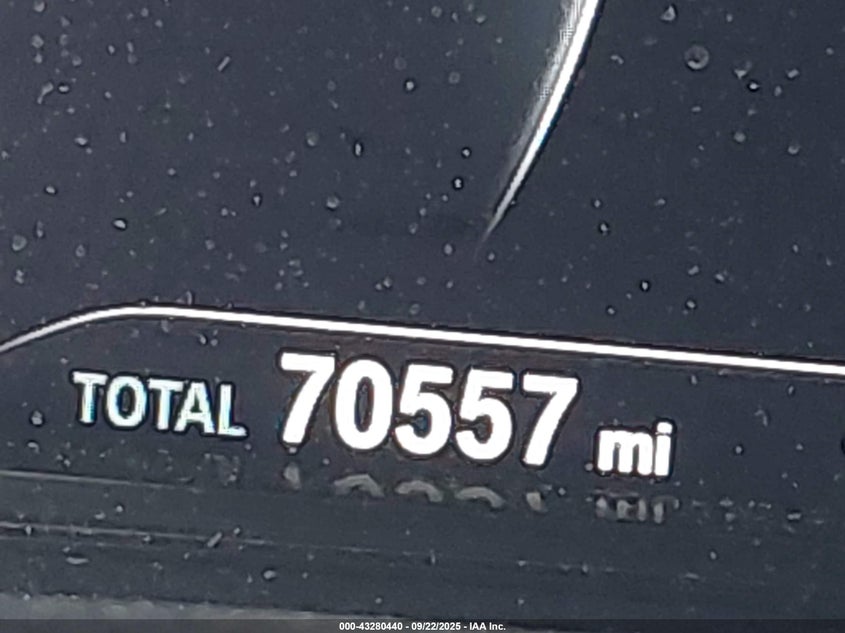 TOTAL 70557 mi
000-43280440 - 09/22/2025 - IAA Inc.